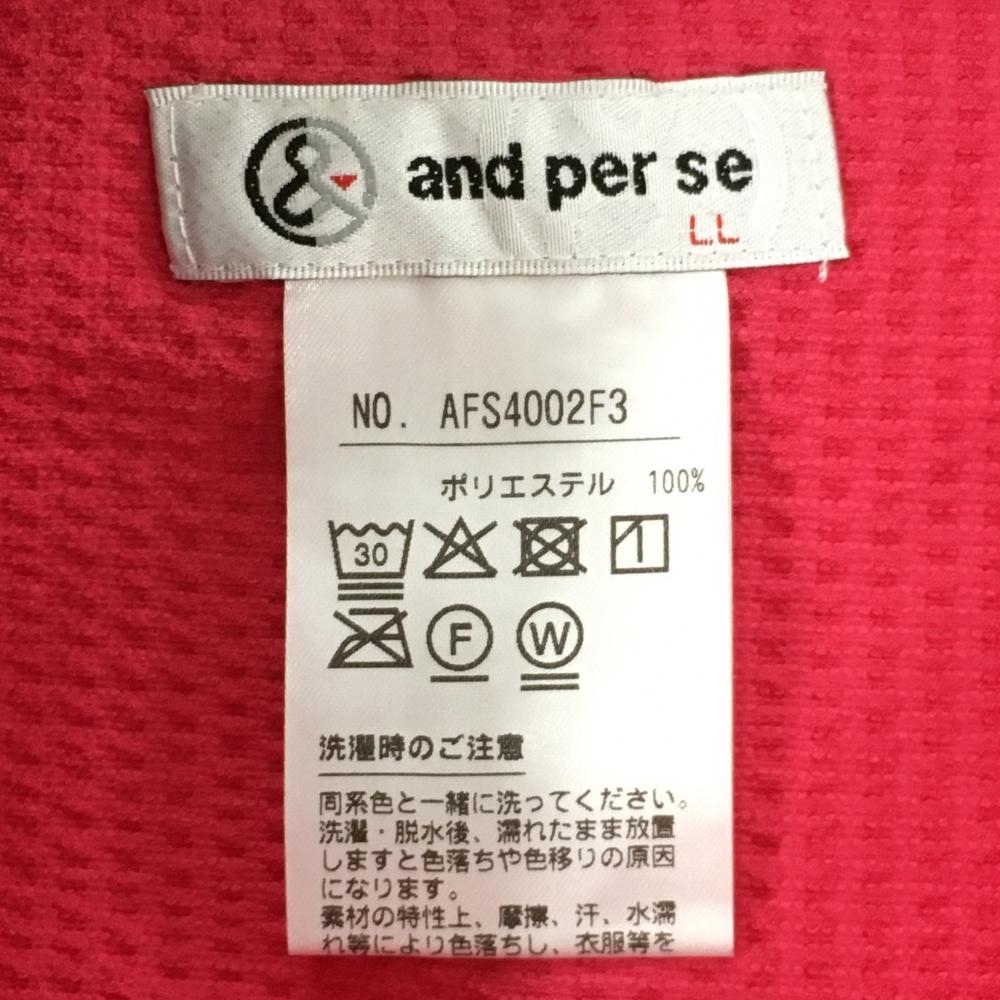 and per se
LL
NO. AFS4002F3
ポリエステル 100%
30
F W
洗濯時のご注意
同系色と一緒に洗ってください。
洗濯・脱水後、濡れたまま放置
しますと色落ちや色移りの原因
になります。
素材の特性上、摩擦、汗、水濡
れ等により色落ちし、衣服等を